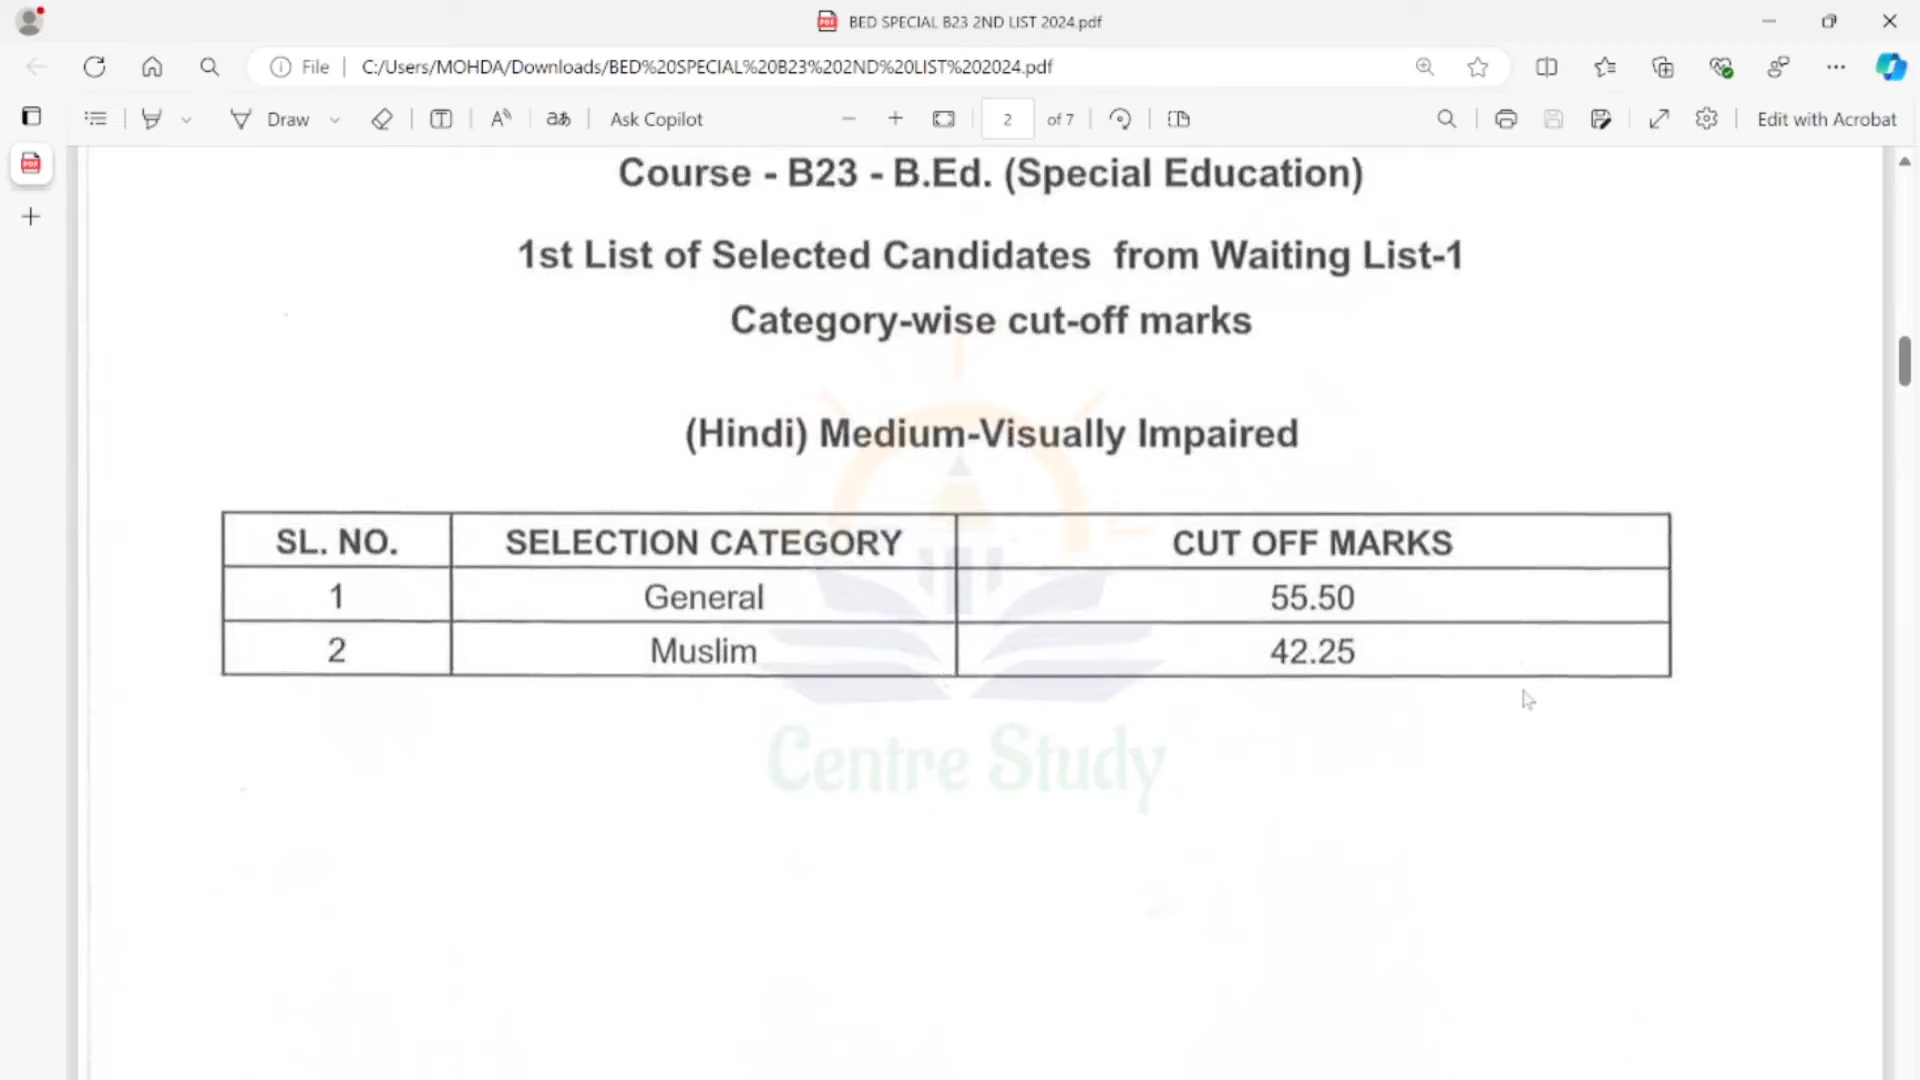 BED SPECIAL B23 2ND LIST 2024.pdf
File | C:/Users/MOHDA/Downloads/BED%20SPECIAL%20B23%202ND%20LIST%202024.pdf
Draw Ask Copilot 2 of 7 Edit with Acrobat
Course - B23 - B.Ed. (Special Education)
1st List of Selected Candidates from Waiting List-1
Category-wise cut-off marks
(Hindi) Medium-Visually Impaired
SL. NO. SELECTION CATEGORY CUT OFF MARKS
1 General 55.50
2 Muslim 42.25
Centre Study